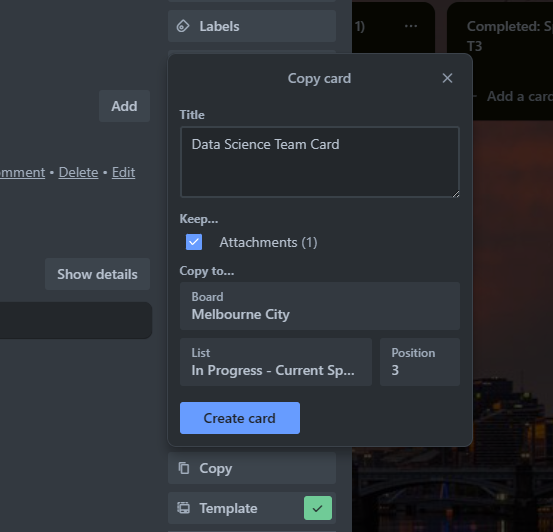 Labels
1)
...
Completed: S
T3
Add a card
Copy card
Add
Title
Data Science Team Card
omment • Delete • Edit
Keep...
Attachments (1)
Copy to...
Show details
Board
Melbourne City
List
In Progress - Current Sp...
Position
3
Create card
Copy
Template